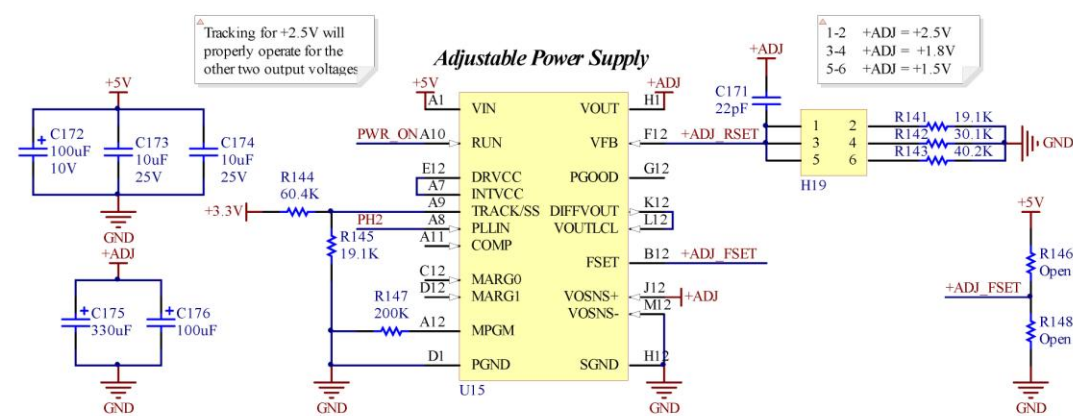 Tracking for +2.5V will
properly operate for the
other two output voltages
Adjustable Power Supply
1-2 +ADJ = +2.5V
3-4 +ADJ = +1.8V
5-6 +ADJ = +1.5V
+5V
C172
100uF
10V
C173
10uF
25V
C174
10uF
25V
GND
+ADJ
C175
330uF
C176
100uF
GND
+3.3V
R144
60.4K
R145
19.1K
R147
200K
GND
+5V
PWR_ON
PH2
A1 VIN
A10 RUN
E12 DRVCC
A7 INTVCC
A9 TRACK/SS
A8 PLLIN
A11 COMP
C12 MARG0
D12 MARG1
A12 MPGM
D1 PGND
U15
VOUT H1
VFB F12
PGOOD G12
DIFFVOUT K12
VOUTLCL L12
FSET B12
VOSNS+ J12
VOSNS- M12
SGND H12
+ADJ
+ADJ_RSET
+ADJ_FSET
+ADJ
GND
+ADJ
C171
22pF
1 2
3 4
5 6
H19
R141 19.1K
R142 30.1K
R143 40.2K
GND
+5V
R146
Open
+ADJ_FSET
R148
Open
GND